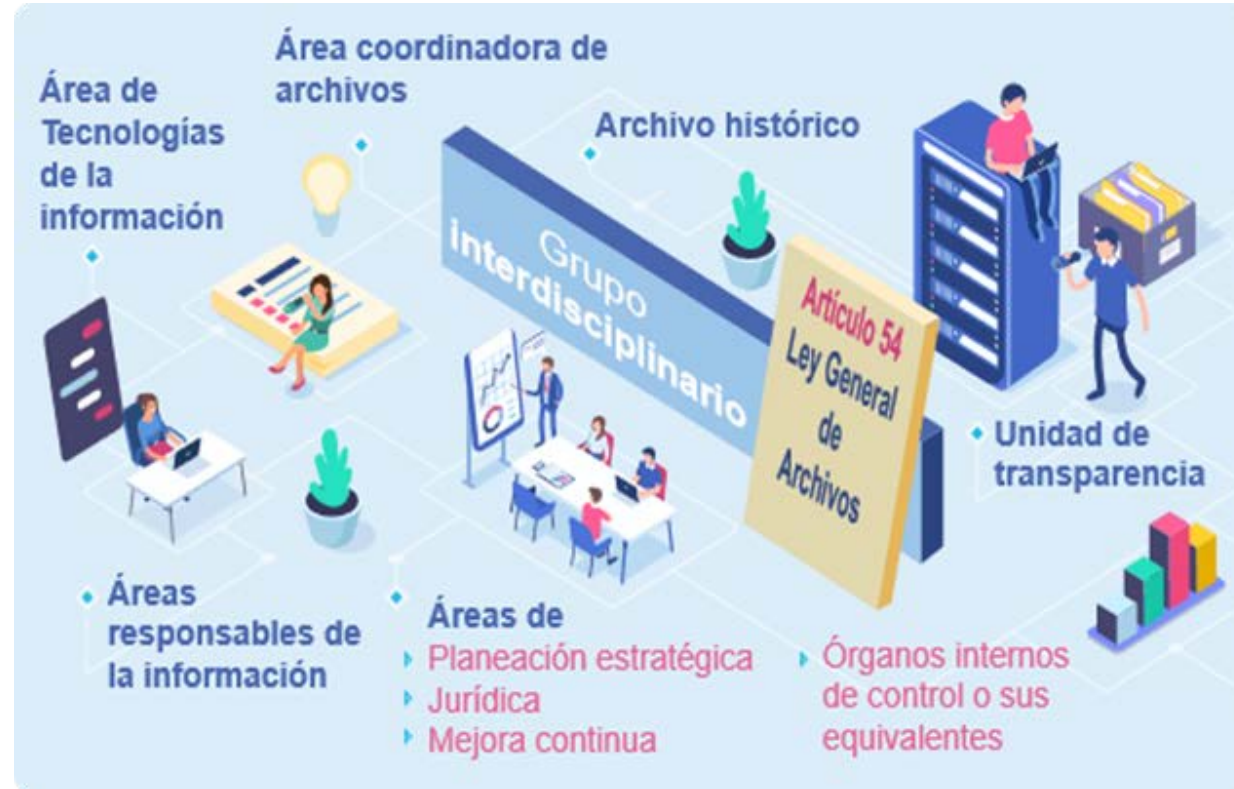 Área coordinadora de
archivos
Área de
Tecnologías
de la
información
Archivo histórico
Grupo
interdisciplinario
Artículo 54
Ley General
de
Archivos
Unidad de
transparencia
Áreas
responsables de
la información
Áreas de
Planeación estratégica
Jurídica
Mejora continua
Órganos internos
de control o sus
equivalentes